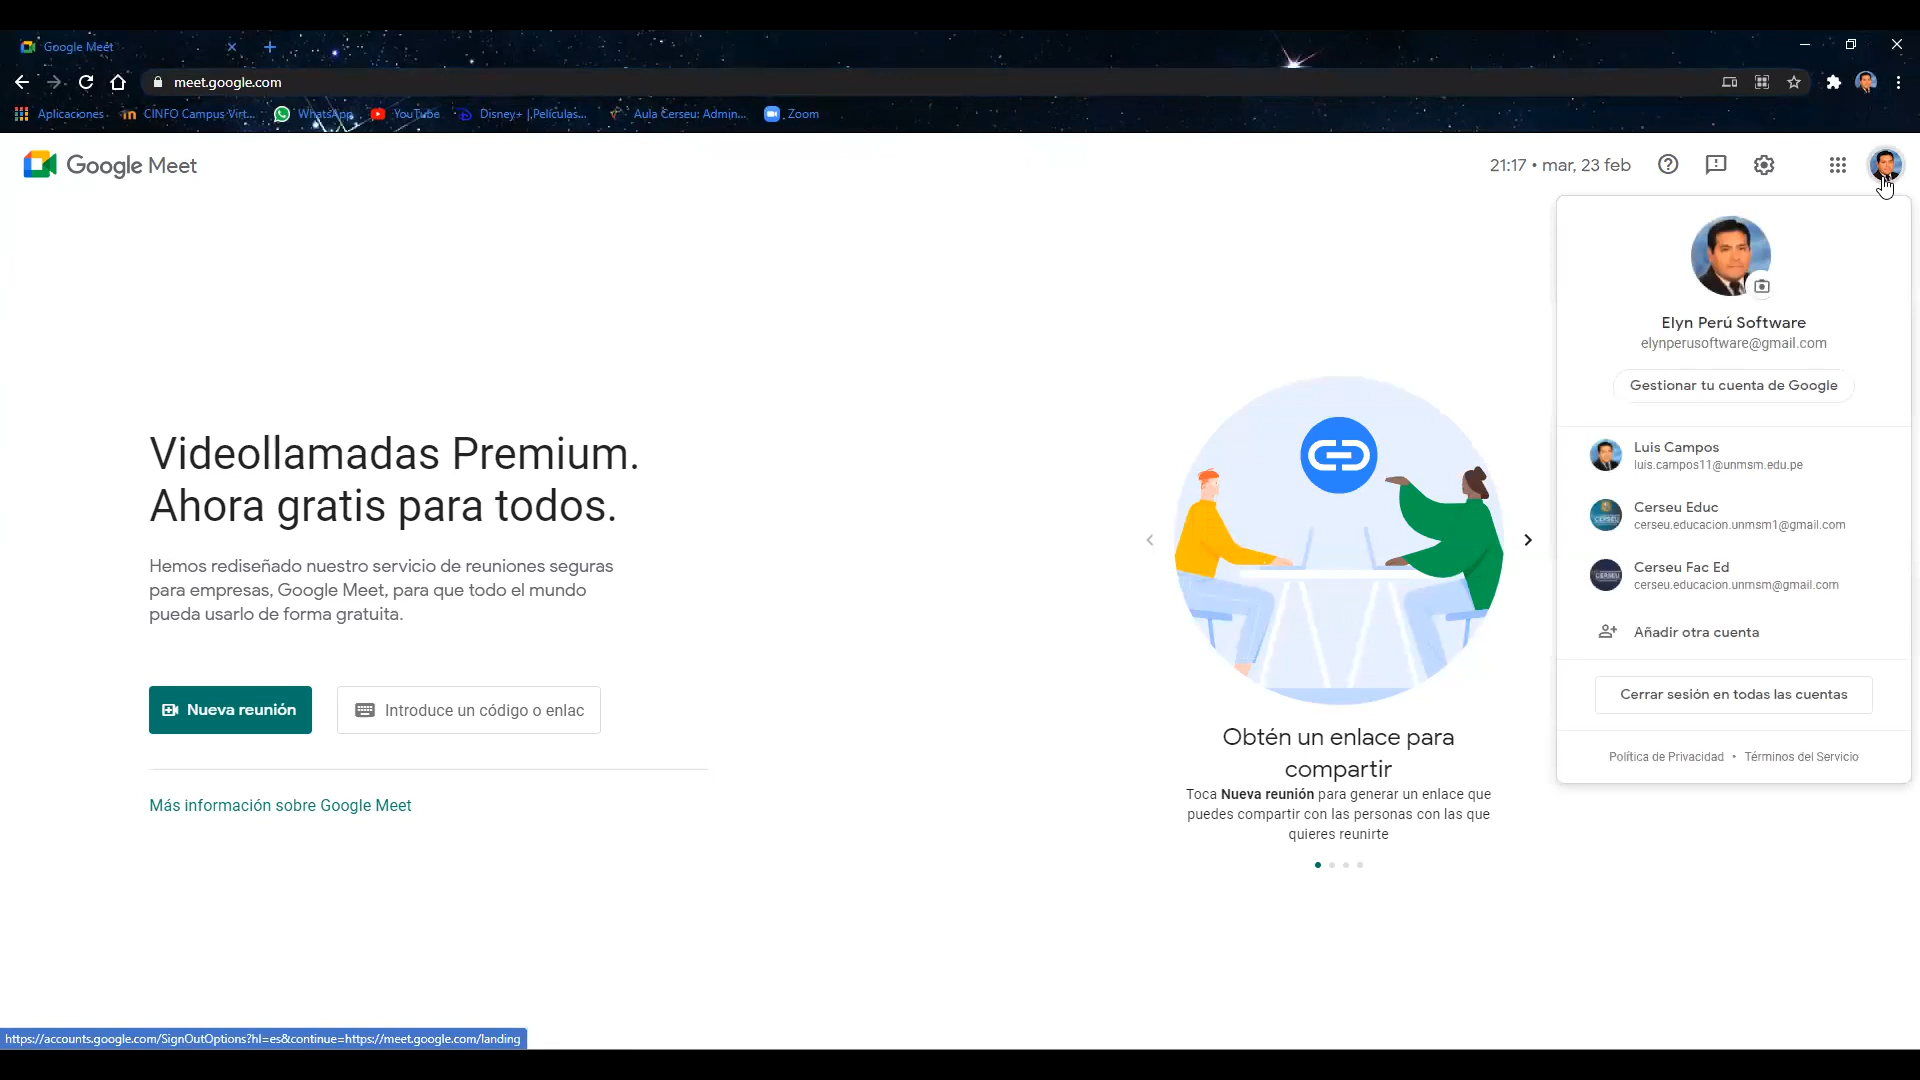 Google Meet
meet.google.com
Aplicaciones
CINFO Campus Virt...
WhatsApp
YouTube
Disney+ | Películas...
Aula Cerseu: Admin...
Zoom
Google Meet
21:17 • mar, 23 feb
Elyn Perú Software
elynperusoftware@gmail.com
Gestionar tu cuenta de Google
Luis Campos
luis.campos11@unmsm.edu.pe
Cerseu Educ
cerseu.educacion.unmsm1@gmail.com
Cerseu Fac Ed
cerseu.educacion.unmsm@gmail.com
Añadir otra cuenta
Cerrar sesión en todas las cuentas
Política de Privacidad • Términos del Servicio
Videollamadas Premium.
Ahora gratis para todos.
Hemos rediseñado nuestro servicio de reuniones seguras
para empresas, Google Meet, para que todo el mundo
pueda usarlo de forma gratuita.
Nueva reunión
Introduce un código o enlac
Más información sobre Google Meet
Obtén un enlace para
compartir
Toca Nueva reunión para generar un enlace que
puedes compartir con las personas con las que
quieres reunirte
https://accounts.google.com/SignOutOptions?hl=es&continue=https://meet.google.com/landing